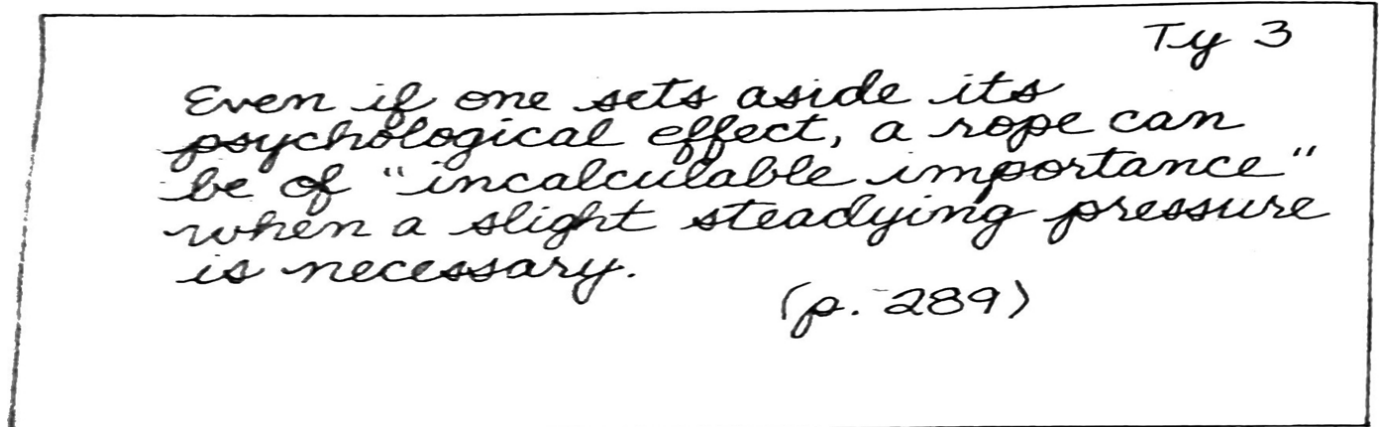 Ty 3
Even if one sets aside its
psychological effect, a rope can
be of "incalculable importance"
when a slight steadying pressure
is necessary.
(p. 289)